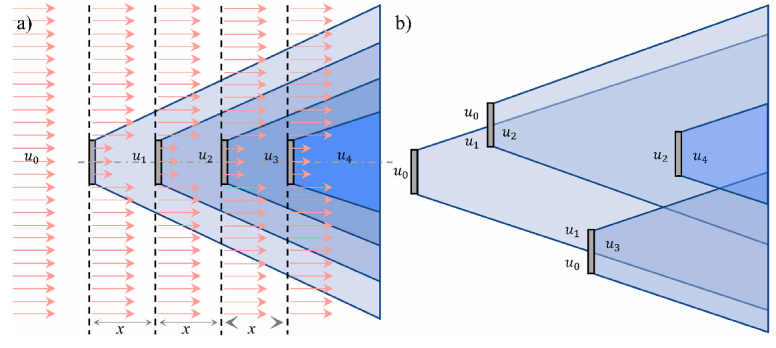 a)
u₀ u₁ u₂ u₃ u₄
x x x
b)
u₀
u₁ u₂
u₂ u₄
u₀
u₁ u₃
u₀